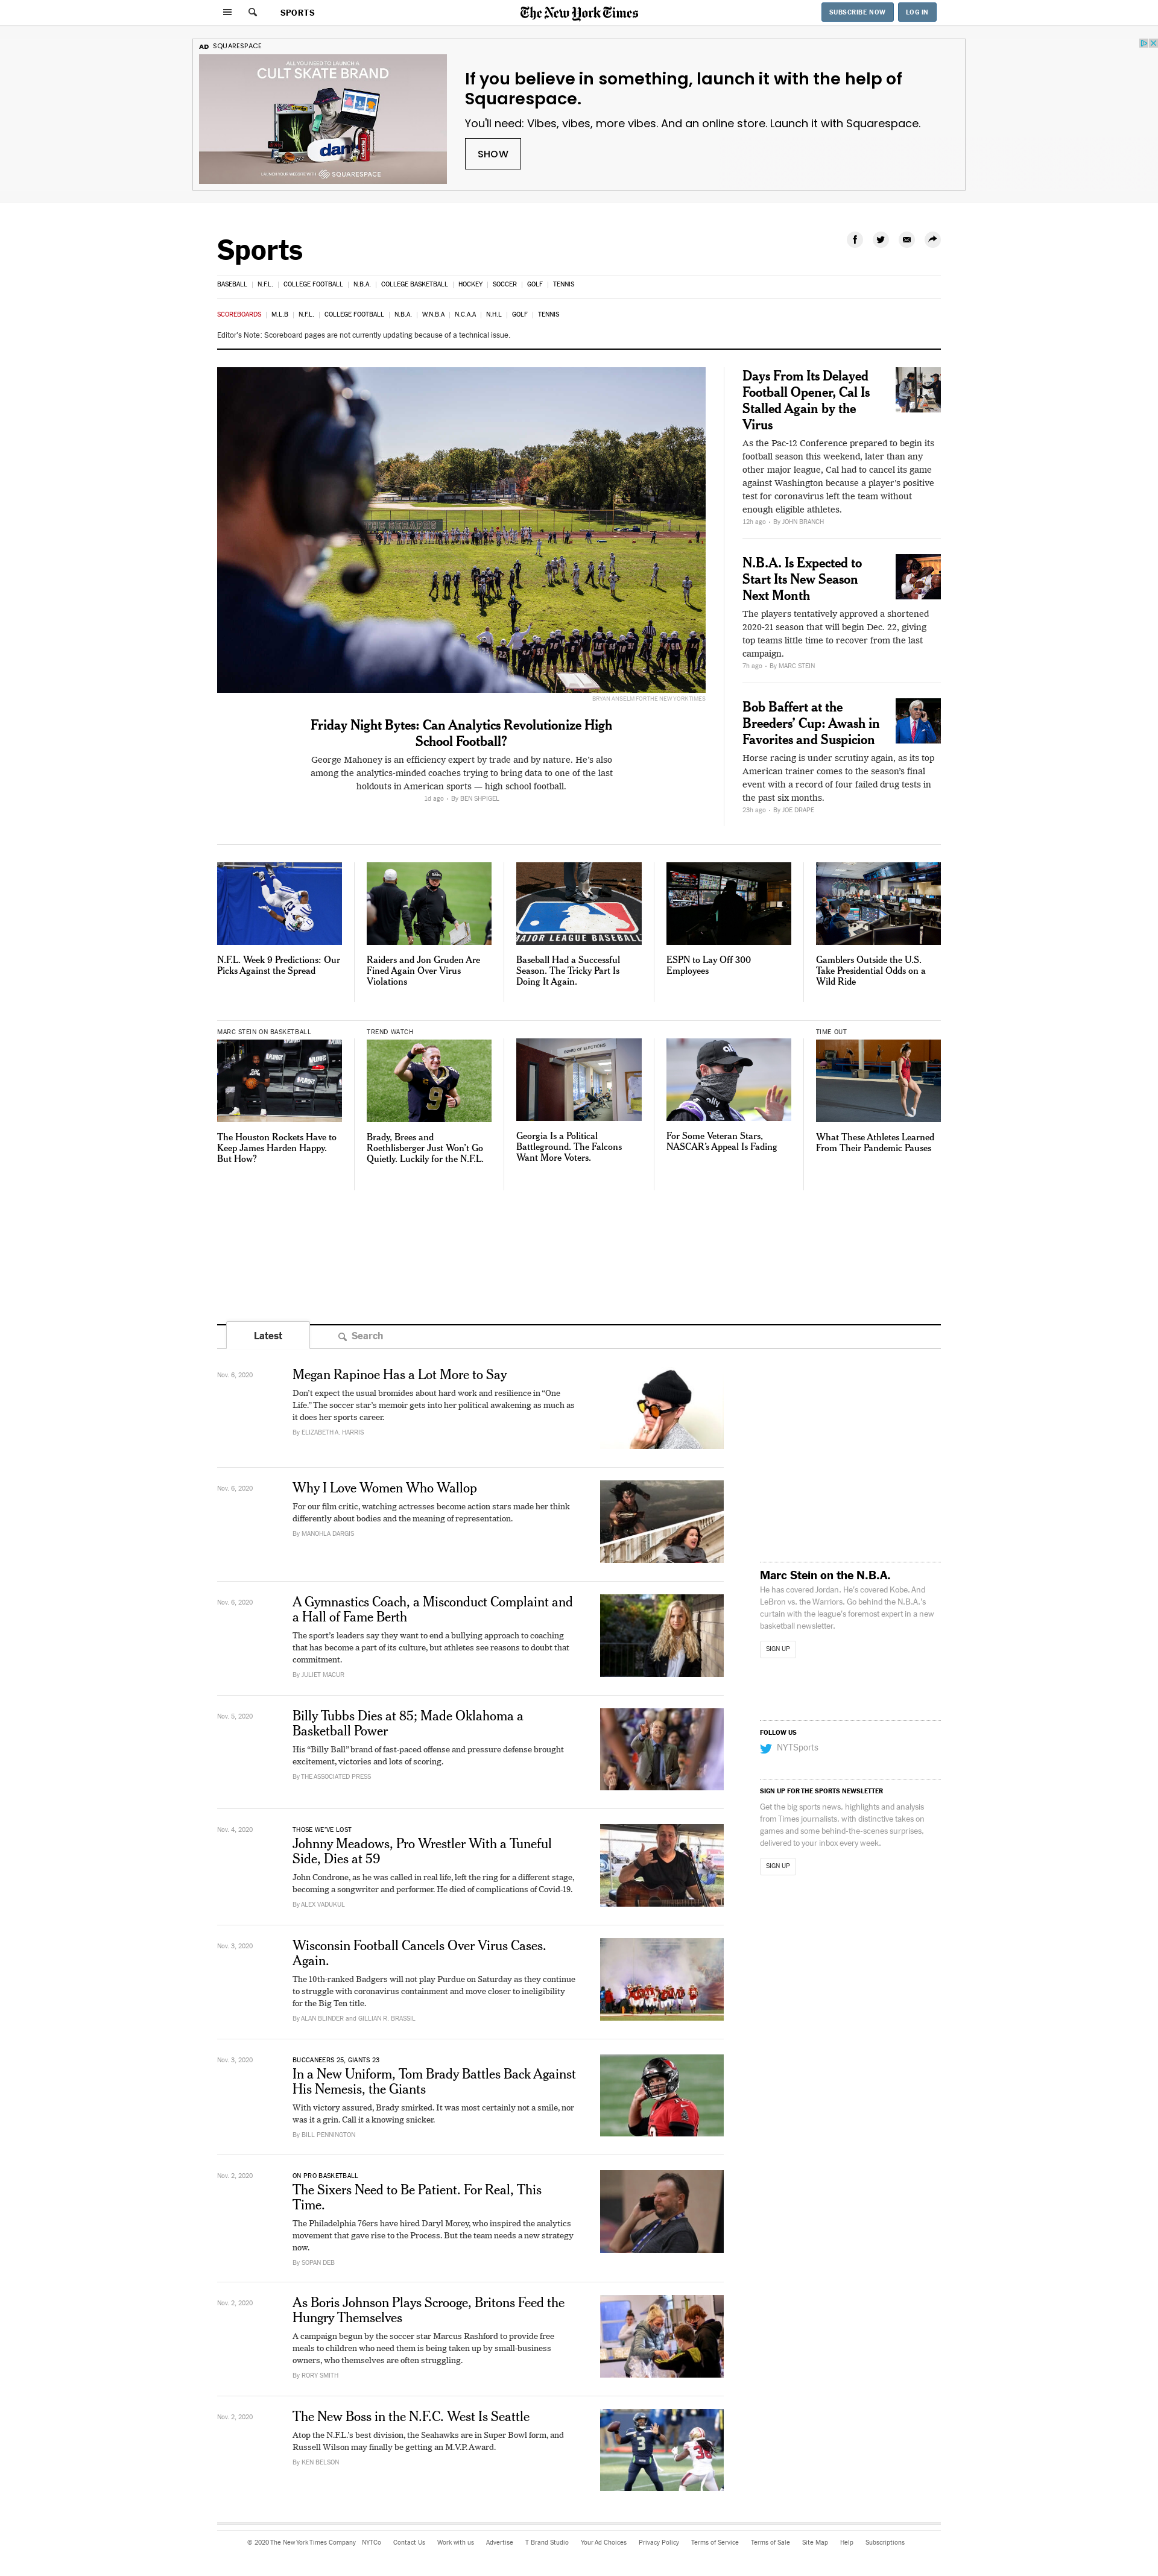 SPORTS
The New York Times
SUBSCRIBE NOW
LOG IN
AD SQUARESPACE
ALL YOU NEED TO LAUNCH A
CULT SKATE BRAND
LAUNCH YOUR WEBSITE WITH SQUARESPACE
If you believe in something, launch it with the help of
Squarespace.
You'll need: Vibes, vibes, more vibes. And an online store. Launch it with Squarespace.
SHOW
Sports
BASEBALL | N.F.L. | COLLEGE FOOTBALL | N.B.A. | COLLEGE BASKETBALL | HOCKEY | SOCCER | GOLF | TENNIS
SCOREBOARDS | M.L.B | N.F.L. | COLLEGE FOOTBALL | N.B.A. | W.N.B.A | N.C.A.A | N.H.L | GOLF | TENNIS
Editor's Note: Scoreboard pages are not currently updating because of a technical issue.
BRYAN ANSELM FOR THE NEW YORK TIMES
Friday Night Bytes: Can Analytics Revolutionize High
School Football?
George Mahoney is an efficiency expert by trade and by nature. He's also
among the analytics-minded coaches trying to bring data to one of the last
holdouts in American sports — high school football.
1d ago • By BEN SHPIGEL
Days From Its Delayed
Football Opener, Cal Is
Stalled Again by the
Virus
As the Pac-12 Conference prepared to begin its
football season this weekend, later than any
other major league, Cal had to cancel its game
against Washington because a player's positive
test for coronavirus left the team without
enough eligible athletes.
12h ago • By JOHN BRANCH
N.B.A. Is Expected to
Start Its New Season
Next Month
The players tentatively approved a shortened
2020-21 season that will begin Dec. 22, giving
top teams little time to recover from the last
campaign.
7h ago • By MARC STEIN
Bob Baffert at the
Breeders' Cup: Awash in
Favorites and Suspicion
Horse racing is under scrutiny again, as its top
American trainer comes to the season's final
event with a record of four failed drug tests in
the past six months.
23h ago • By JOE DRAPE
N.F.L. Week 9 Predictions: Our
Picks Against the Spread
Raiders and Jon Gruden Are
Fined Again Over Virus
Violations
MAJOR LEAGUE BASEBALL
Baseball Had a Successful
Season. The Tricky Part Is
Doing It Again.
ESPN to Lay Off 300
Employees
Gamblers Outside the U.S.
Take Presidential Odds on a
Wild Ride
MARC STEIN ON BASKETBALL
The Houston Rockets Have to
Keep James Harden Happy.
But How?
TREND WATCH
9
Brady, Brees and
Roethlisberger Just Won't Go
Quietly. Luckily for the N.F.L.
Georgia Is a Political
Battleground. The Falcons
Want More Voters.
ally
For Some Veteran Stars,
NASCAR's Appeal Is Fading
TIME OUT
What These Athletes Learned
From Their Pandemic Pauses
Latest
Search
Nov. 6, 2020
Megan Rapinoe Has a Lot More to Say
Don't expect the usual bromides about hard work and resilience in "One
Life." The soccer star's memoir gets into her political awakening as much as
it does her sports career.
By ELIZABETH A. HARRIS
Nov. 6, 2020
Why I Love Women Who Wallop
For our film critic, watching actresses become action stars made her think
differently about bodies and the meaning of representation.
By MANOHLA DARGIS
Nov. 6, 2020
A Gymnastics Coach, a Misconduct Complaint and
a Hall of Fame Berth
The sport's leaders say they want to end a bullying approach to coaching
that has become a part of its culture, but athletes see reasons to doubt that
commitment.
By JULIET MACUR
Nov. 5, 2020
Billy Tubbs Dies at 85; Made Oklahoma a
Basketball Power
His "Billy Ball" brand of fast-paced offense and pressure defense brought
excitement, victories and lots of scoring.
By THE ASSOCIATED PRESS
Nov. 4, 2020
THOSE WE'VE LOST
Johnny Meadows, Pro Wrestler With a Tuneful
Side, Dies at 59
John Condrone, as he was called in real life, left the ring for a different stage,
becoming a songwriter and performer. He died of complications of Covid-19.
By ALEX VADUKUL
Nov. 3, 2020
Wisconsin Football Cancels Over Virus Cases.
Again.
The 10th-ranked Badgers will not play Purdue on Saturday as they continue
to struggle with coronavirus containment and move closer to ineligibility
for the Big Ten title.
By ALAN BLINDER and GILLIAN R. BRASSIL
Nov. 3, 2020
BUCCANEERS 25, GIANTS 23
In a New Uniform, Tom Brady Battles Back Against
His Nemesis, the Giants
With victory assured, Brady smirked. It was most certainly not a smile, nor
was it a grin. Call it a knowing snicker.
By BILL PENNINGTON
Nov. 2, 2020
ON PRO BASKETBALL
The Sixers Need to Be Patient. For Real, This
Time.
The Philadelphia 76ers have hired Daryl Morey, who inspired the analytics
movement that gave rise to the Process. But the team needs a new strategy
now.
By SOPAN DEB
Nov. 2, 2020
As Boris Johnson Plays Scrooge, Britons Feed the
Hungry Themselves
A campaign begun by the soccer star Marcus Rashford to provide free
meals to children who need them is being taken up by small-business
owners, who themselves are often struggling.
By RORY SMITH
Nov. 2, 2020
The New Boss in the N.F.C. West Is Seattle
Atop the N.F.L.'s best division, the Seahawks are in Super Bowl form, and
Russell Wilson may finally be getting an M.V.P. Award.
By KEN BELSON
3
Marc Stein on the N.B.A.
He has covered Jordan. He's covered Kobe. And
LeBron vs. the Warriors. Go behind the N.B.A.'s
curtain with the league's foremost expert in a new
basketball newsletter.
SIGN UP
FOLLOW US
NYTSports
SIGN UP FOR THE SPORTS NEWSLETTER
Get the big sports news, highlights and analysis
from Times journalists, with distinctive takes on
games and some behind-the-scenes surprises,
delivered to your inbox every week.
SIGN UP
© 2020 The New York Times Company NYTCo Contact Us Work with us Advertise T Brand Studio Your Ad Choices Privacy Policy Terms of Service Terms of Sale Site Map Help Subscriptions